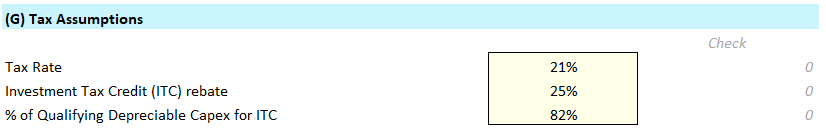 (G) Tax Assumptions
Check
Tax Rate 21% 0
Investment Tax Credit (ITC) rebate 25% 0
% of Qualifying Depreciable Capex for ITC 82% 0